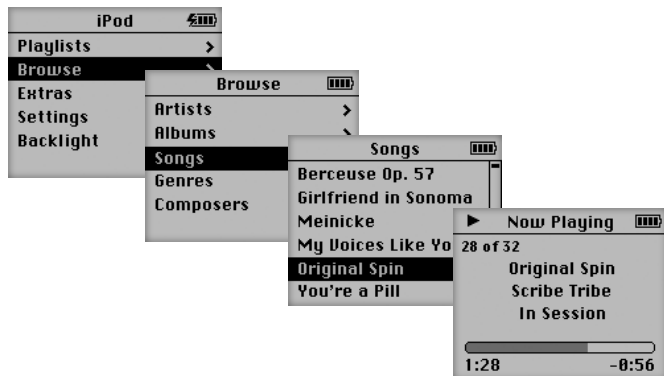 iPod
Playlists >
Browse >
Extras
Settings
Backlight
Browse
Artists >
Albums >
Songs
Genres
Composers
Songs
Berceuse Op. 57
Girlfriend in Sonoma
Meinicke
My Voices Like Yo
Original Spin
You're a Pill
Now Playing
28 of 32
Original Spin
Scribe Tribe
In Session
1:28 -0:56